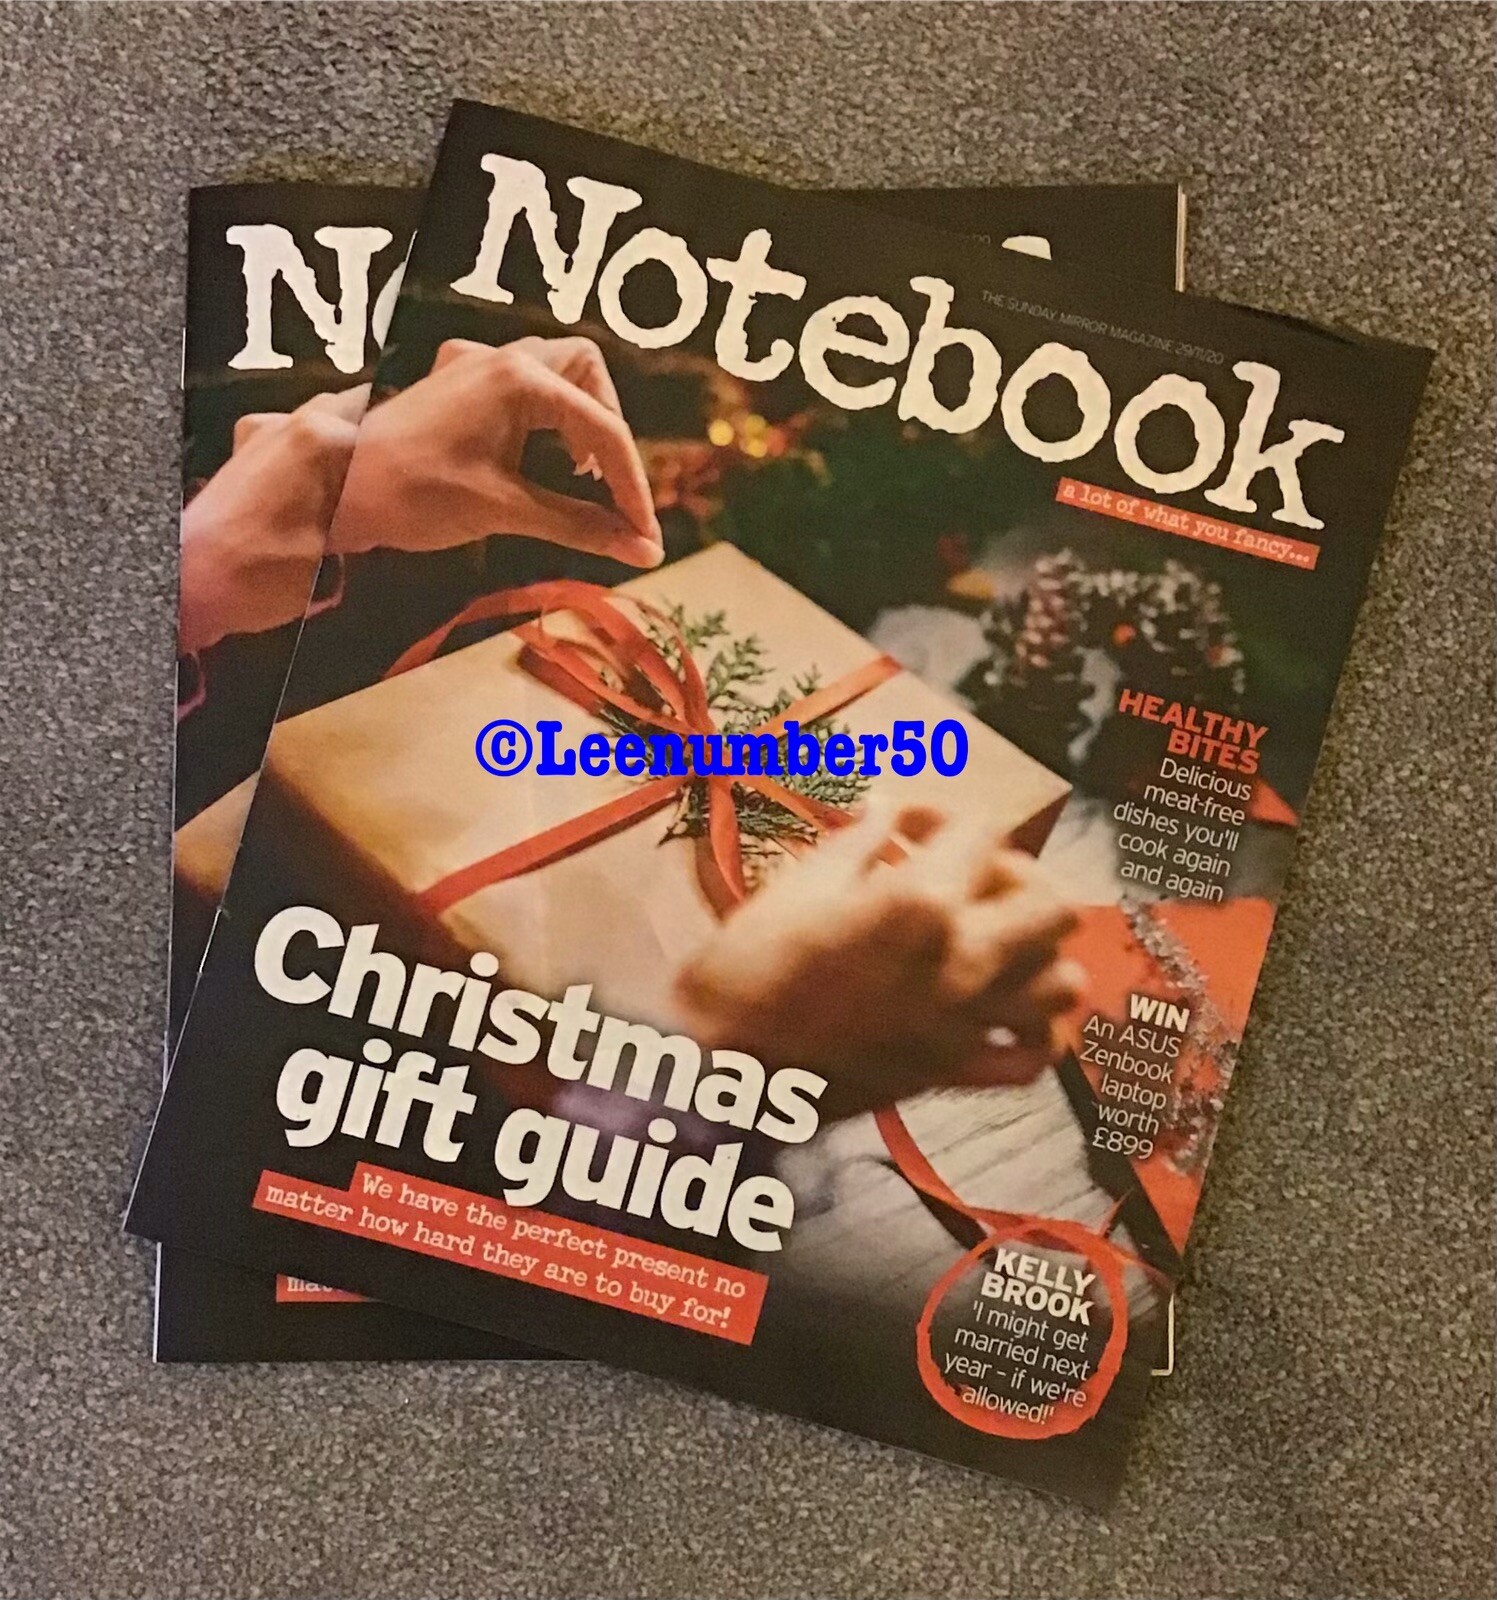 No
Notebook
THE SUNDAY MIRROR MAGAZINE 29/11/20
a lot of what you fancy...
HEALTHY
BITES
Delicious
meat-free
dishes you'll
cook again
and again
©Leenumber50
WIN
An ASUS
Zenbook
laptop
worth
£899
Christmas
gift guide
We have the perfect present no
matter how hard they are to buy for!
KELLY
BROOK
'I might get
married next
year - if we're
allowed!'